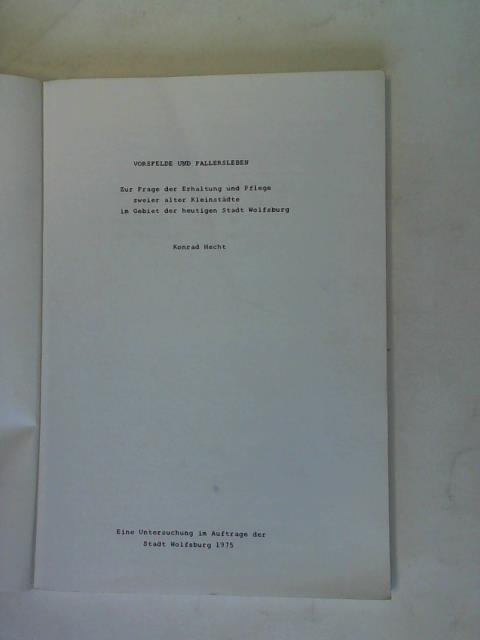 VORSFELDE UND FALLERSLEBEN
Zur Frage der Erhaltung und Pflege
zweier alter Kleinstädte
im Gebiet der heutigen Stadt Wolfsburg
Konrad Hecht
Eine Untersuchung im Auftrage der
Stadt Wolfsburg 1975